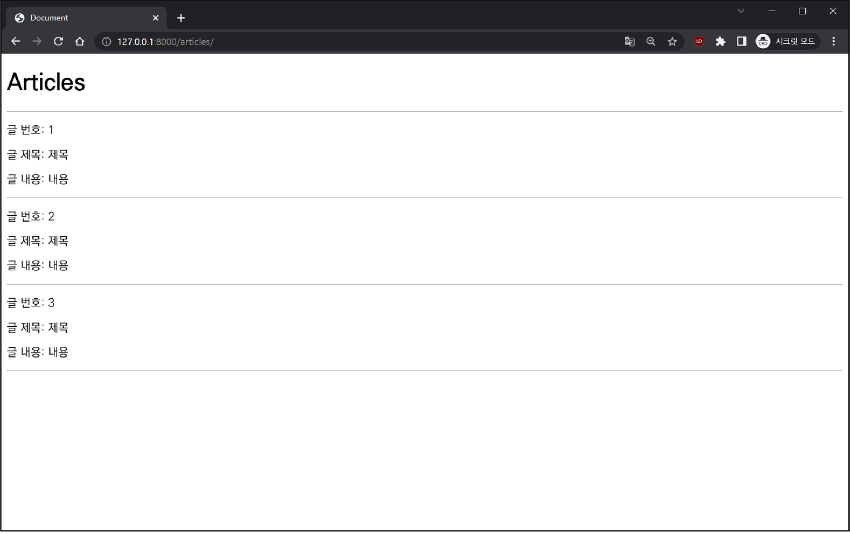 Document
127.0.0.1:8000/articles/
시크릿 모드
Articles
글 번호: 1
글 제목: 제목
글 내용: 내용
글 번호: 2
글 제목: 제목
글 내용: 내용
글 번호: 3
글 제목: 제목
글 내용: 내용